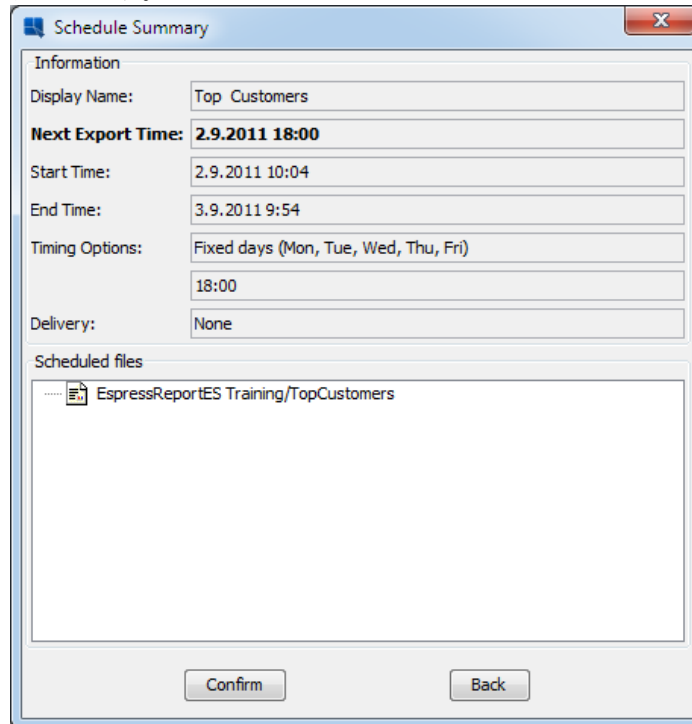 Schedule Summary
Information
Display Name: Top  Customers
Next Export Time: 2.9.2011 18:00
Start Time: 2.9.2011 10:04
End Time: 3.9.2011 9:54
Timing Options: Fixed days (Mon, Tue, Wed, Thu, Fri)
18:00
Delivery: None
Scheduled files
EspressReportES Training/TopCustomers
Confirm Back